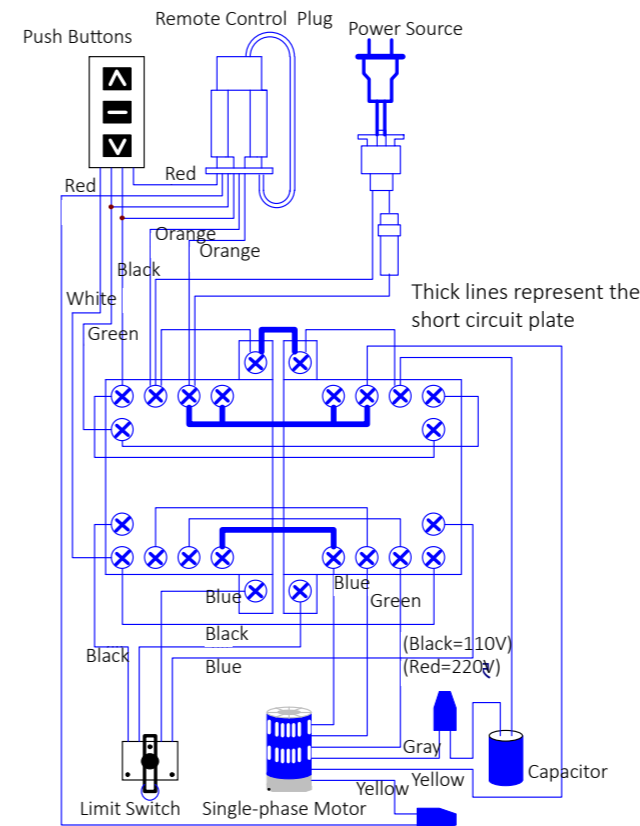 Remote Control Plug
Power Source
Push Buttons
Red
Red
Orange
Orange
Black
White
Green
Thick lines represent the
short circuit plate
Blue
Blue
Green
Black
Black
Blue
(Black=110V)
(Red=220V)
Gray
Yellow
Yellow
Capacitor
Limit Switch
Single-phase Motor